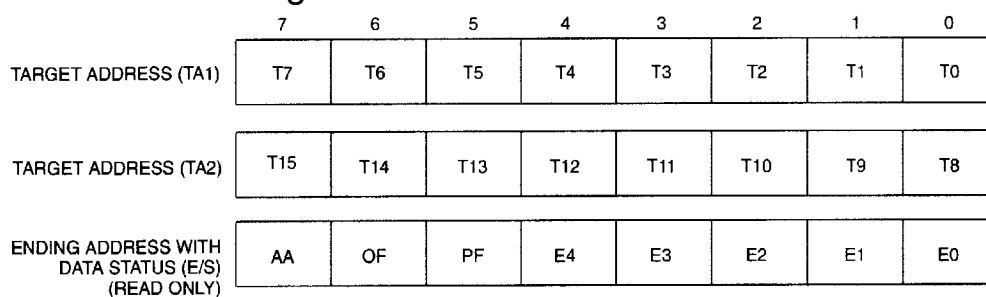 7 6 5 4 3 2 1 0
TARGET ADDRESS (TA1) T7 T6 T5 T4 T3 T2 T1 T0
TARGET ADDRESS (TA2) T15 T14 T13 T12 T11 T10 T9 T8
ENDING ADDRESS WITH
DATA STATUS (E/S)
(READ ONLY)
AA OF PF E4 E3 E2 E1 E0